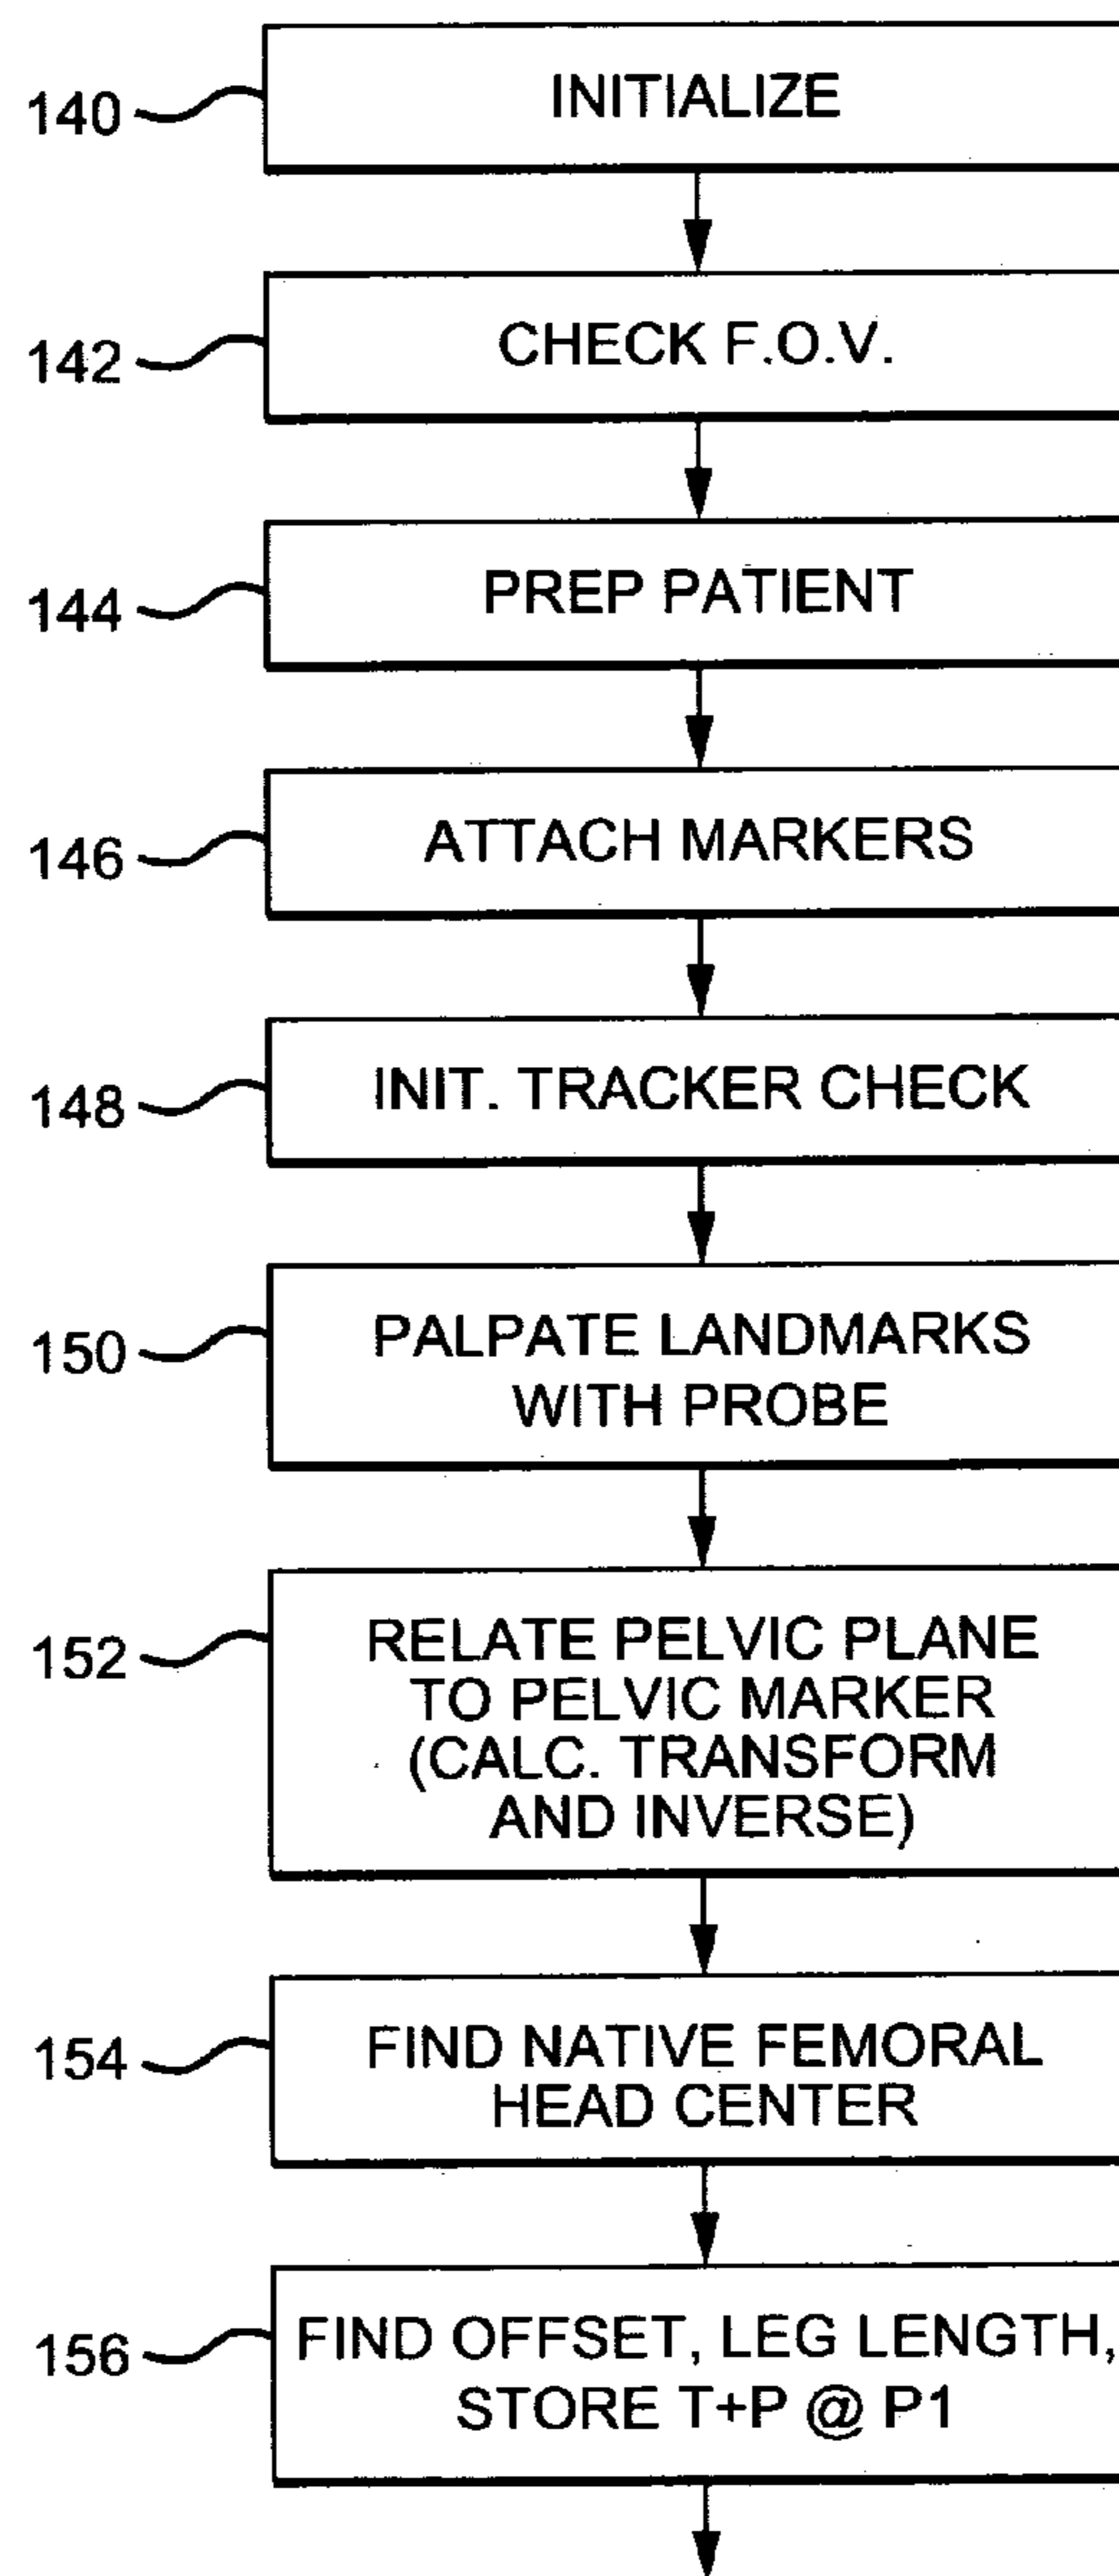 140
INITIALIZE
142
CHECK F.O.V.
144
PREP PATIENT
146
ATTACH MARKERS
148
INIT. TRACKER CHECK
150
PALPATE LANDMARKS
WITH PROBE
152
RELATE PELVIC PLANE
TO PELVIC MARKER
(CALC. TRANSFORM
AND INVERSE)
154
FIND NATIVE FEMORAL
HEAD CENTER
156
FIND OFFSET, LEG LENGTH,
STORE T+P @ P1